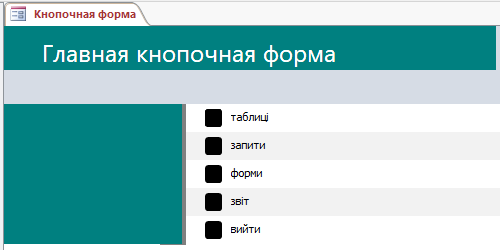 Кнопочная форма
Главная кнопочная форма
таблиці
запити
форми
звіт
вийти